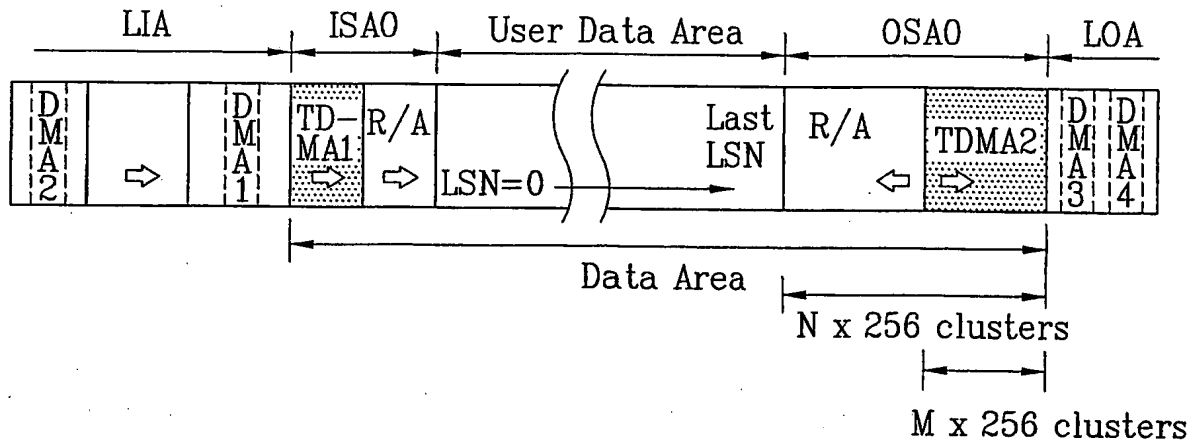 LIA ISA0 User Data Area OSA0 LOA
DMA2
DMA1
TD-
MA1
R/A
LSN=0
Last
LSN
R/A
TDMA2
DMA3
DMA4
Data Area
N x 256 clusters
M x 256 clusters